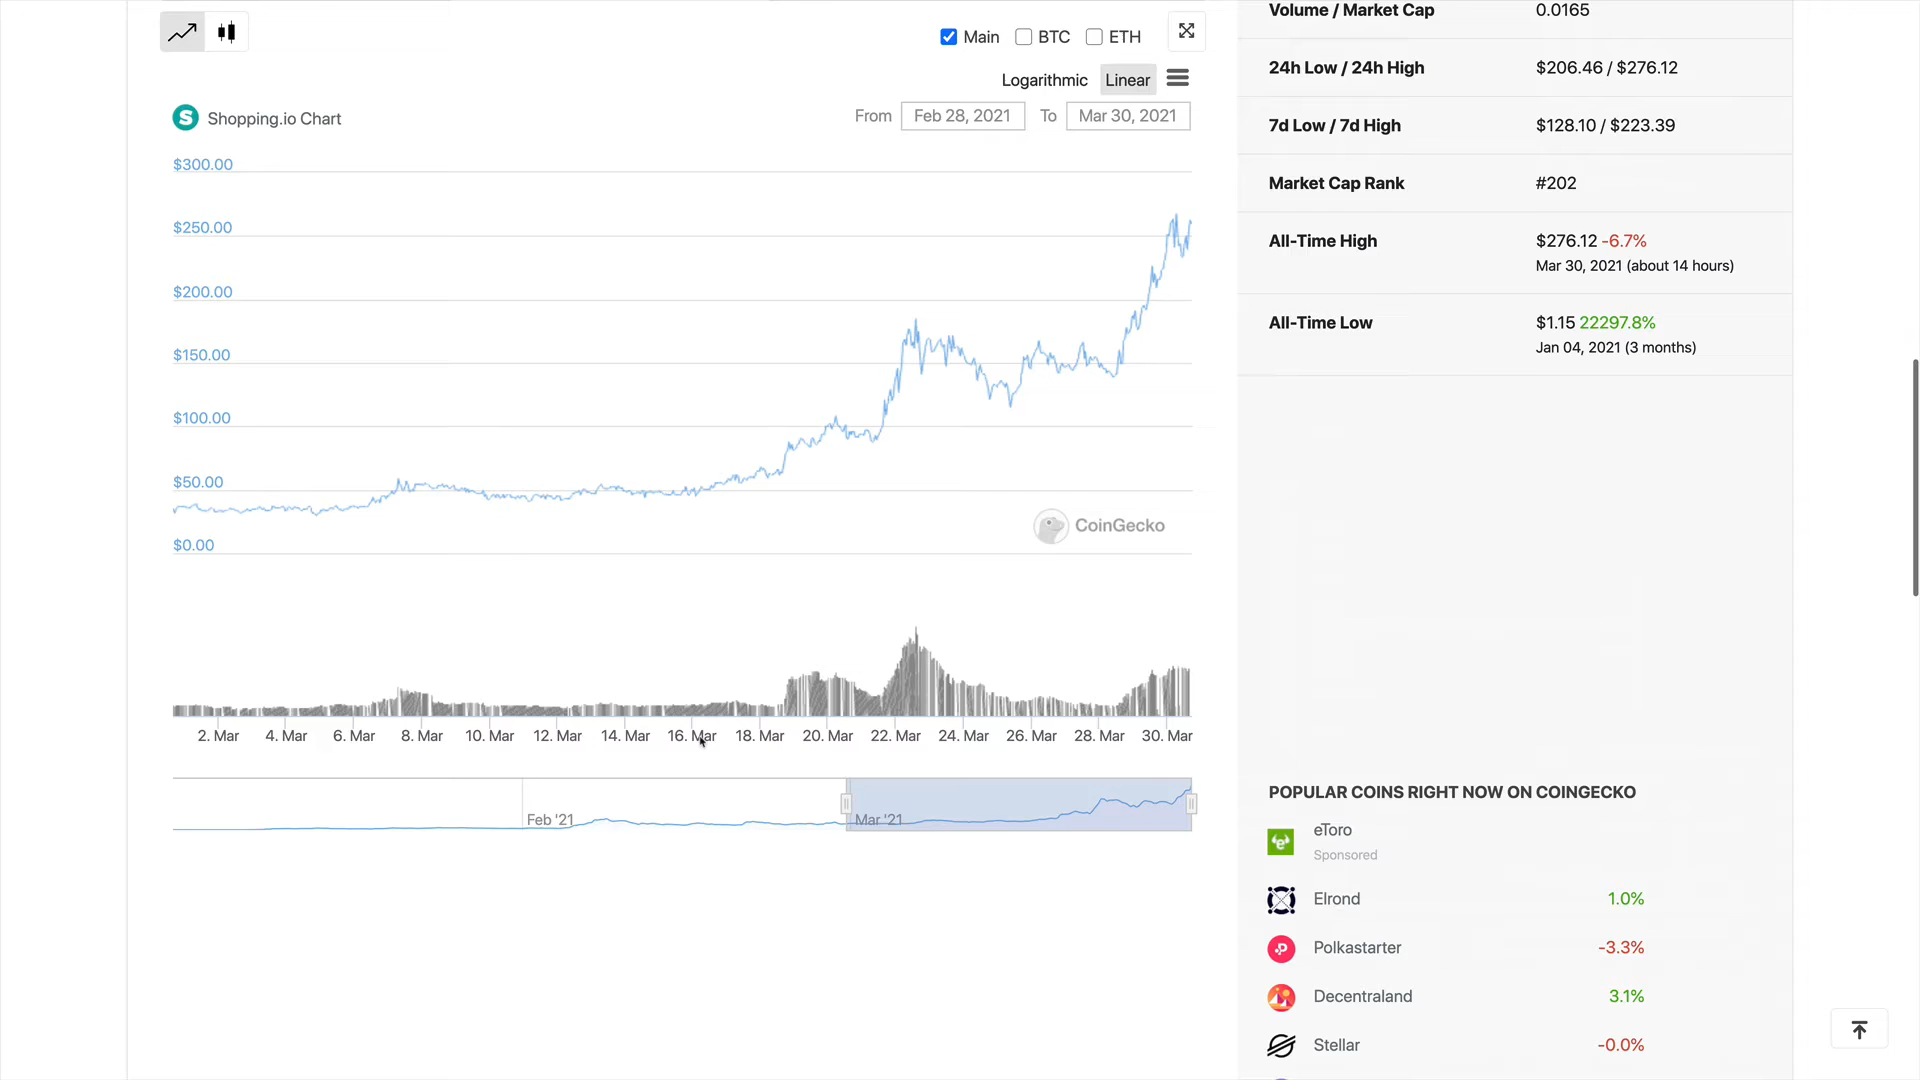 Main
BTC
ETH
Logarithmic
Linear
S Shopping.io Chart
From Feb 28, 2021 To Mar 30, 2021
$300.00
$250.00
$200.00
$150.00
$100.00
$50.00
$0.00
CoinGecko
2. Mar 4. Mar 6. Mar 8. Mar 10. Mar 12. Mar 14. Mar 16. Mar 18. Mar 20. Mar 22. Mar 24. Mar 26. Mar 28. Mar 30. Mar
Feb '21
Mar '21
Volume / Market Cap 0.0165
24h Low / 24h High $206.46 / $276.12
7d Low / 7d High $128.10 / $223.39
Market Cap Rank #202
All-Time High $276.12 -6.7%
Mar 30, 2021 (about 14 hours)
All-Time Low $1.15 22297.8%
Jan 04, 2021 (3 months)
POPULAR COINS RIGHT NOW ON COINGECKO
eToro
Sponsored
Elrond 1.0%
Polkastarter -3.3%
Decentraland 3.1%
Stellar -0.0%